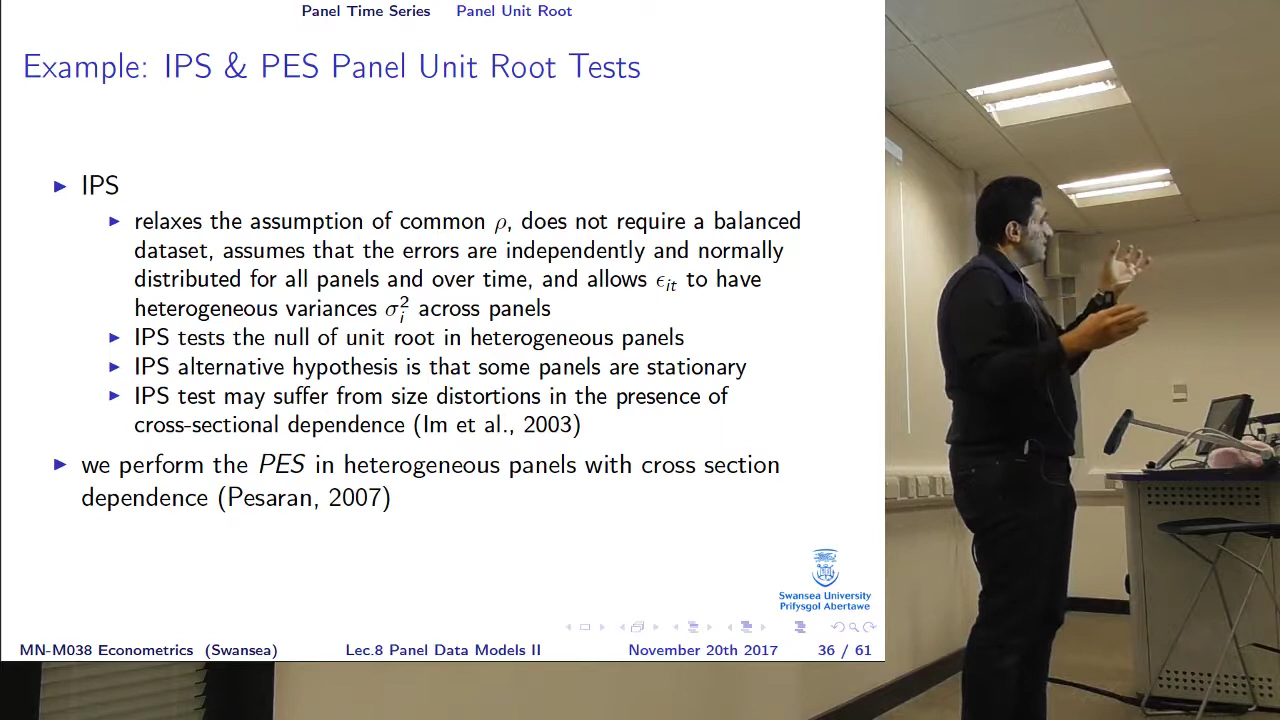 Panel Time Series Panel Unit Root
Example: IPS & PES Panel Unit Root Tests
▶ IPS
▶ relaxes the assumption of common ρ, does not require a balanced
dataset, assumes that the errors are independently and normally
distributed for all panels and over time, and allows ϵ_it to have
heterogeneous variances σ²_i across panels
▶ IPS tests the null of unit root in heterogeneous panels
▶ IPS alternative hypothesis is that some panels are stationary
▶ IPS test may suffer from size distortions in the presence of
cross-sectional dependence (Im et al., 2003)
▶ we perform the PES in heterogeneous panels with cross section
dependence (Pesaran, 2007)
Swansea University
Prifysgol Abertawe
MN-M038 Econometrics (Swansea) Lec.8 Panel Data Models II November 20th 2017 36 / 61